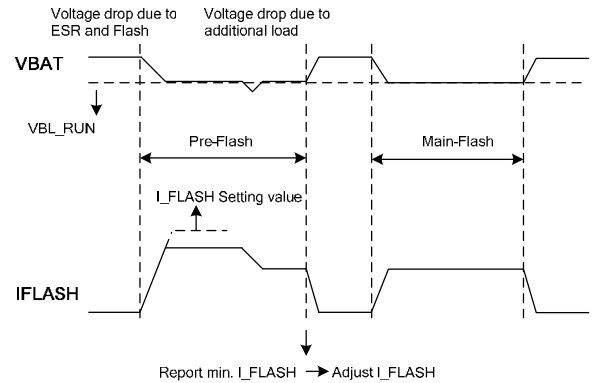 Voltage drop due to
ESR and Flash
Voltage drop due to
additional load
VBAT
VBL_RUN
Pre-Flash
Main-Flash
I_FLASH Setting value
IFLASH
Report min. I_FLASH
Adjust I_FLASH